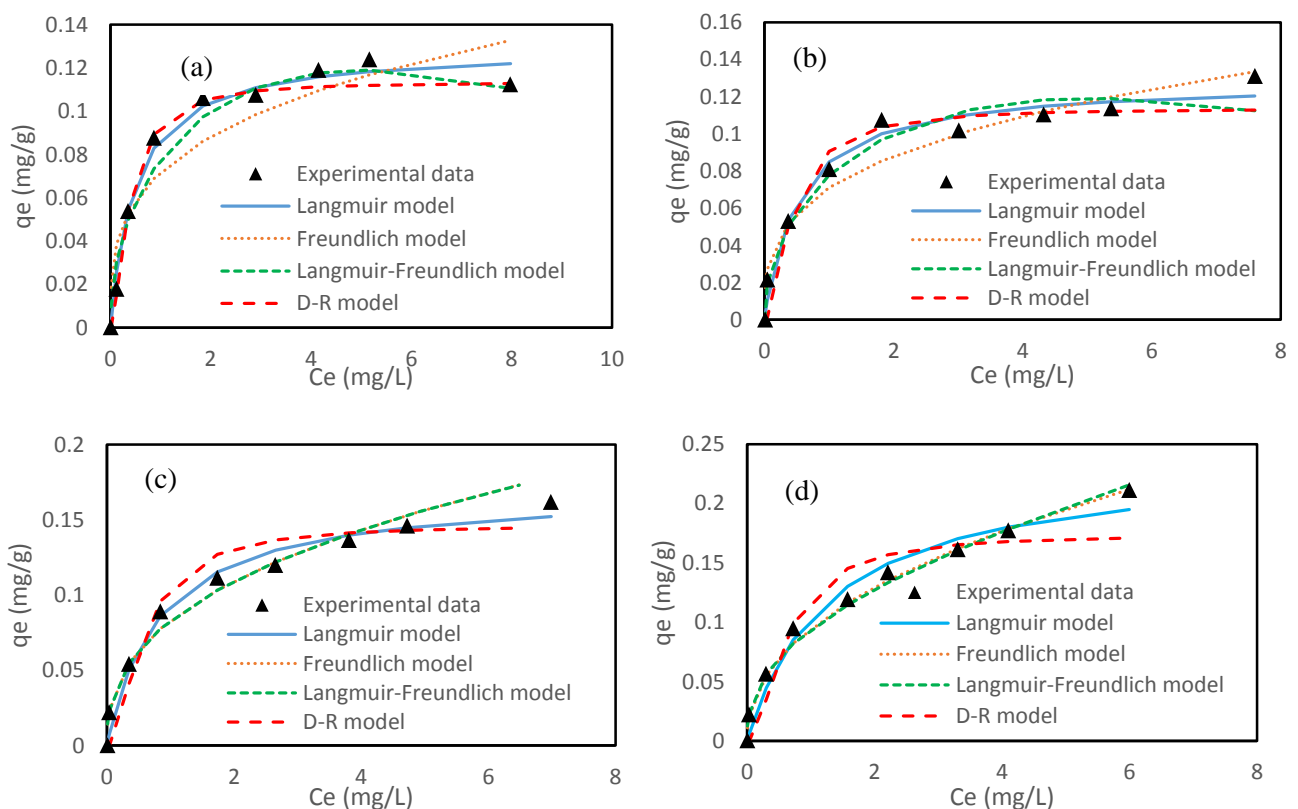 (a)
0.14
0.12
0.1
0.08
0.06
0.04
0.02
0
qe (mg/g)
Experimental data
Langmuir model
Freundlich model
Langmuir-Freundlich model
D-R model
0 2 4 6 8 10
Ce (mg/L)
(b)
0.16
0.14
0.12
0.1
0.08
0.06
0.04
0.02
0
qe (mg/g)
Experimental data
Langmuir model
Freundlich model
Langmuir-Freundlich model
D-R model
0 2 4 6 8
Ce (mg/L)
(c)
0.2
0.15
0.1
0.05
0
qe (mg/g)
Experimental data
Langmuir model
Freundlich model
Langmuir-Freundlich model
D-R model
0 2 4 6 8
Ce (mg/L)
(d)
0.25
0.2
0.15
0.1
0.05
0
qe (mg/g)
Experimental data
Langmuir model
Freundlich model
Langmuir-Freundlich model
D-R model
0 2 4 6 8
Ce (mg/L)